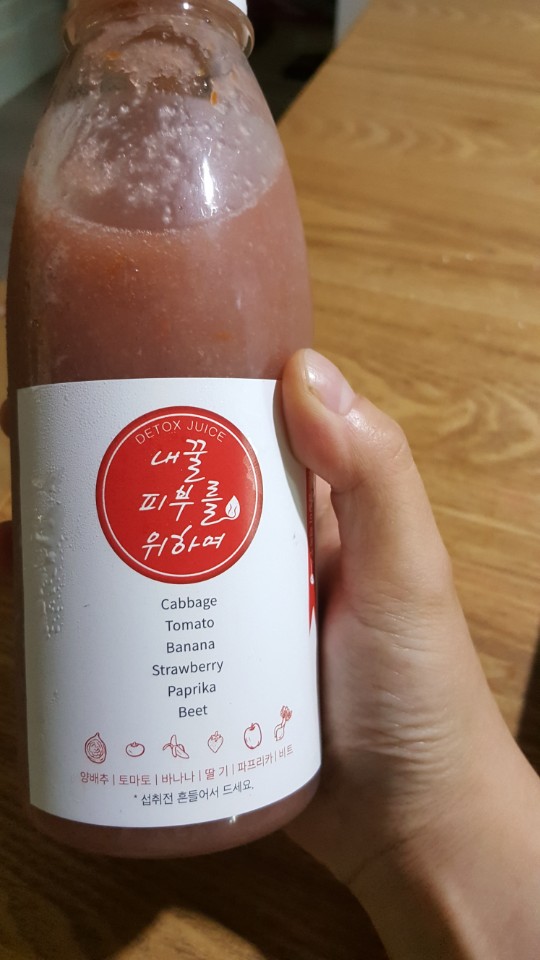 DETOX JUICE
내꿀
피부를
위하여
Cabbage
Tomato
Banana
Strawberry
Paprika
Beet
양배추 | 토마토 | 바나나 | 딸 기 | 파프리카 | 비트
* 섭취전 흔들어서 드세요.